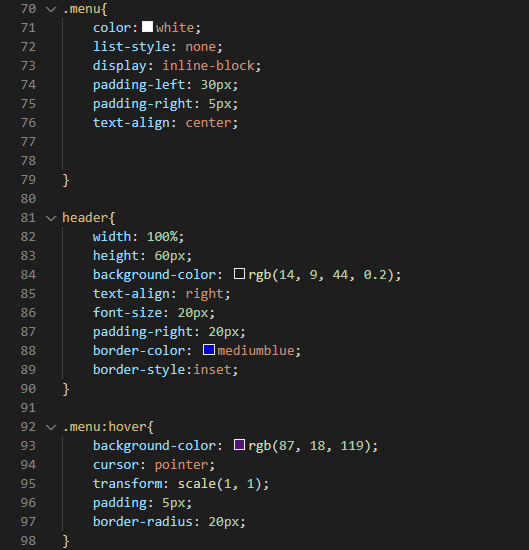 70 .menu{
71 color: white;
72 list-style: none;
73 display: inline-block;
74 padding-left: 30px;
75 padding-right: 5px;
76 text-align: center;
77
78
79 }
80
81 header{
82 width: 100%;
83 height: 60px;
84 background-color: rgb(14, 9, 44, 0.2);
85 text-align: right;
86 font-size: 20px;
87 padding-right: 20px;
88 border-color: mediumblue;
89 border-style:inset;
90 }
91
92 .menu:hover{
93 background-color: rgb(87, 18, 119);
94 cursor: pointer;
95 transform: scale(1, 1);
96 padding: 5px;
97 border-radius: 20px;
98 }